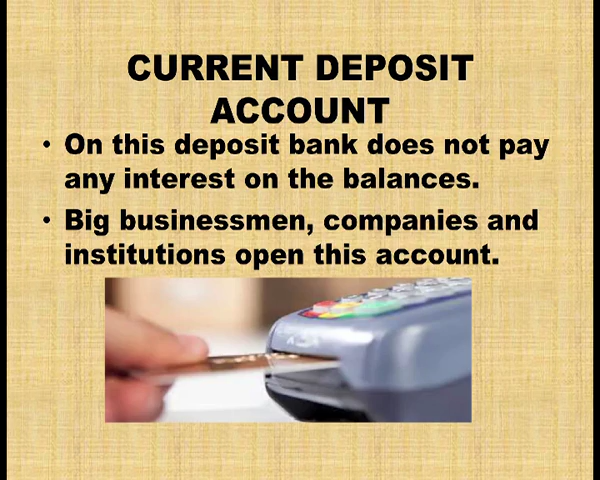 CURRENT DEPOSIT
ACCOUNT
• On this deposit bank does not pay
any interest on the balances.
• Big businessmen, companies and
institutions open this account.